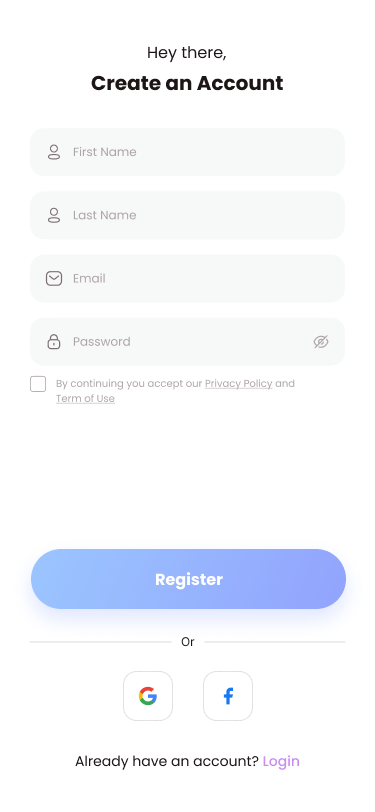 Hey there,
Create an Account
First Name
Last Name
Email
Password
By continuing you accept our Privacy Policy and
Term of Use
Register
Or
Already have an account? Login